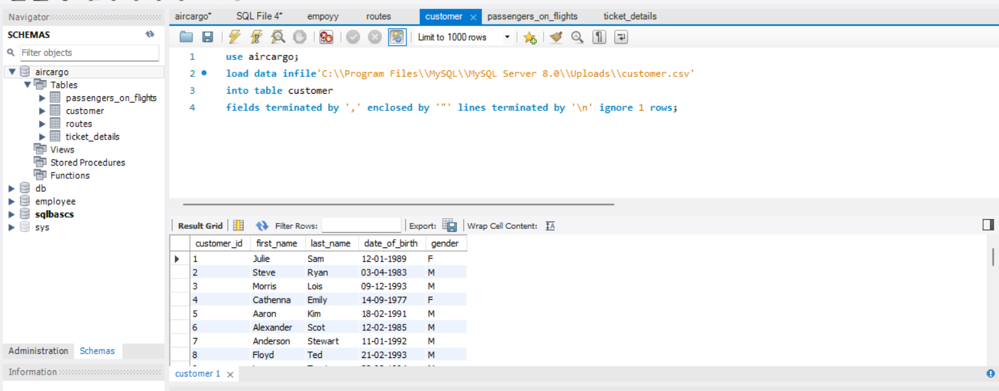 Navigator
SCHEMAS
Filter objects
aircargo
Tables
passengers_on_flights
customer
routes
ticket_details
Views
Stored Procedures
Functions
db
employee
sqlbascs
sys
Administration Schemas
Information
aircargo* SQL File 4* empoyy routes customer × passengers_on_flights ticket_details
Limit to 1000 rows
1 use aircargo;
2 load data infile'C:\\Program Files\\MySQL\\MySQL Server 8.0\\Uploads\\customer.csv'
3 into table customer
4 fields terminated by ',' enclosed by '"' lines terminated by '\n' ignore 1 rows;
Result Grid Filter Rows: Export: Wrap Cell Content:
customer_id first_name last_name date_of_birth gender
1 Julie Sam 12-01-1989 F
2 Steve Ryan 03-04-1983 M
3 Morris Lois 09-12-1993 M
4 Cathenna Emily 14-09-1977 F
5 Aaron Kim 18-02-1991 M
6 Alexander Scot 12-02-1985 M
7 Anderson Stewart 11-01-1992 M
8 Floyd Ted 21-02-1993 M
customer 1 ×